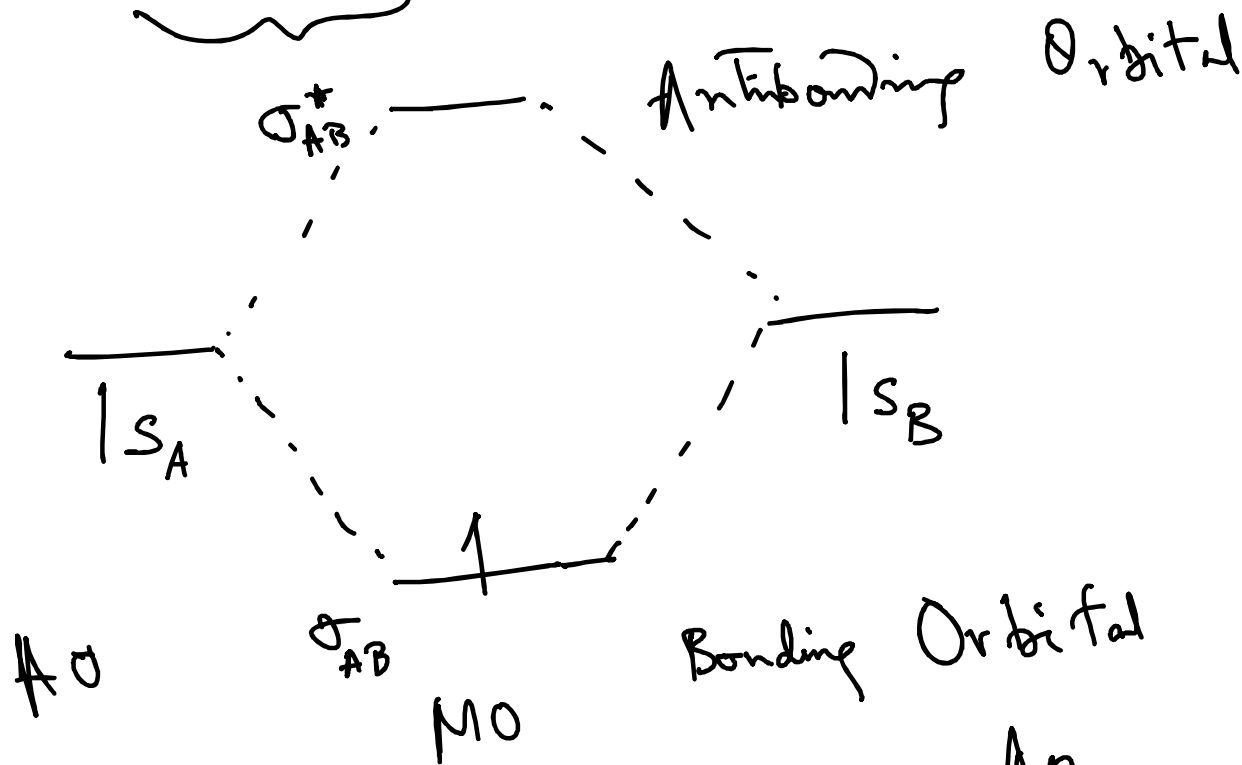 σ*AB Antibonding Orbital
1SA 1SB
σAB Bonding Orbital
AO
MO